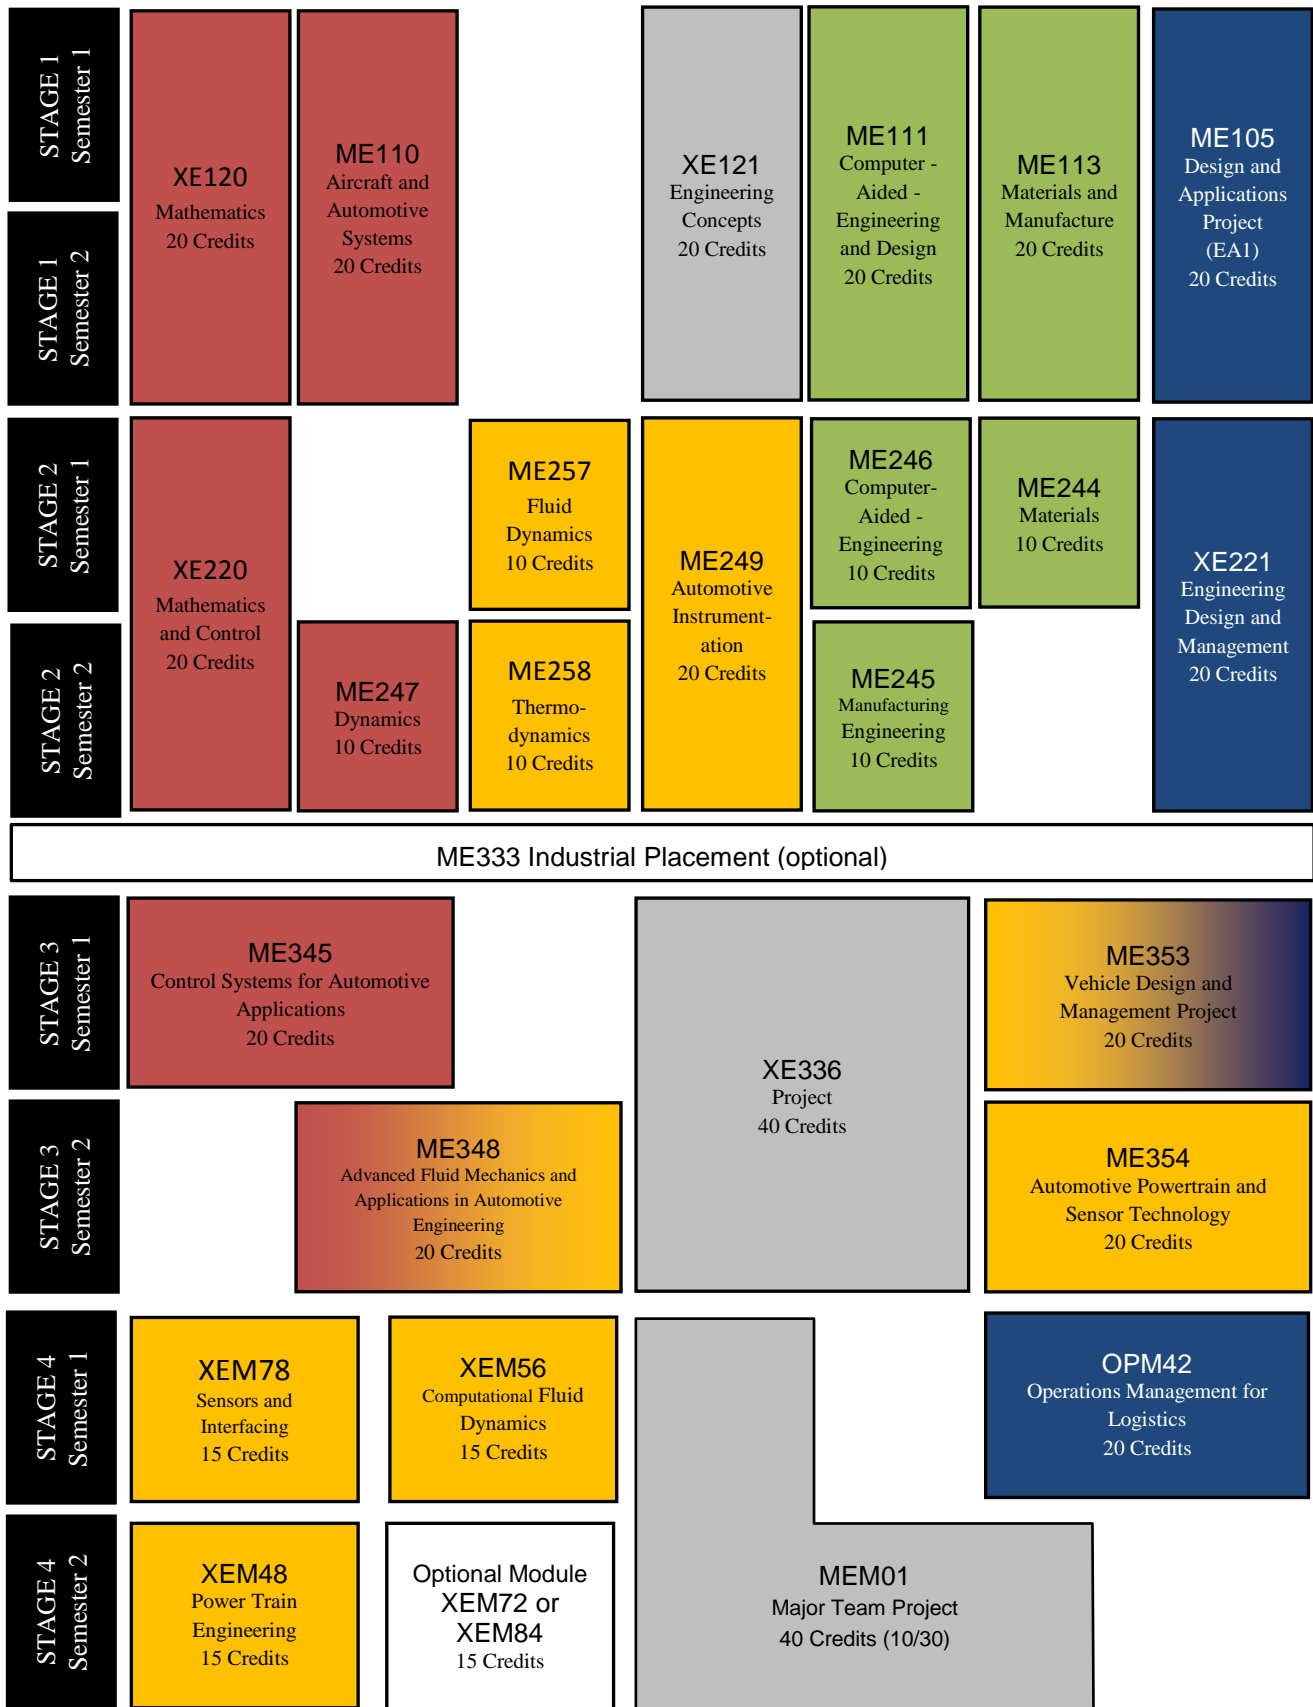 STAGE 1
Semester 1
STAGE 1
Semester 2
XE120
Mathematics
20 Credits
ME110
Aircraft and
Automotive
Systems
20 Credits
XE121
Engineering
Concepts
20 Credits
ME111
Computer -
Aided -
Engineering
and Design
20 Credits
ME113
Materials and
Manufacture
20 Credits
ME105
Design and
Applications
Project
(EA1)
20 Credits
STAGE 2
Semester 1
STAGE 2
Semester 2
XE220
Mathematics
and Control
20 Credits
ME247
Dynamics
10 Credits
ME257
Fluid
Dynamics
10 Credits
ME258
Thermo-
dynamics
10 Credits
ME249
Automotive
Instrument-
ation
20 Credits
ME246
Computer-
Aided -
Engineering
10 Credits
ME245
Manufacturing
Engineering
10 Credits
ME244
Materials
10 Credits
XE221
Engineering
Design and
Management
20 Credits
ME333 Industrial Placement (optional)
STAGE 3
Semester 1
STAGE 3
Semester 2
ME345
Control Systems for Automotive
Applications
20 Credits
ME348
Advanced Fluid Mechanics and
Applications in Automotive
Engineering
20 Credits
XE336
Project
40 Credits
ME353
Vehicle Design and
Management Project
20 Credits
ME354
Automotive Powertrain and
Sensor Technology
20 Credits
STAGE 4
Semester 1
STAGE 4
Semester 2
XEM78
Sensors and
Interfacing
15 Credits
XEM56
Computational Fluid
Dynamics
15 Credits
OPM42
Operations Management for
Logistics
20 Credits
XEM48
Power Train
Engineering
15 Credits
Optional Module
XEM72 or
XEM84
15 Credits
MEM01
Major Team Project
40 Credits (10/30)